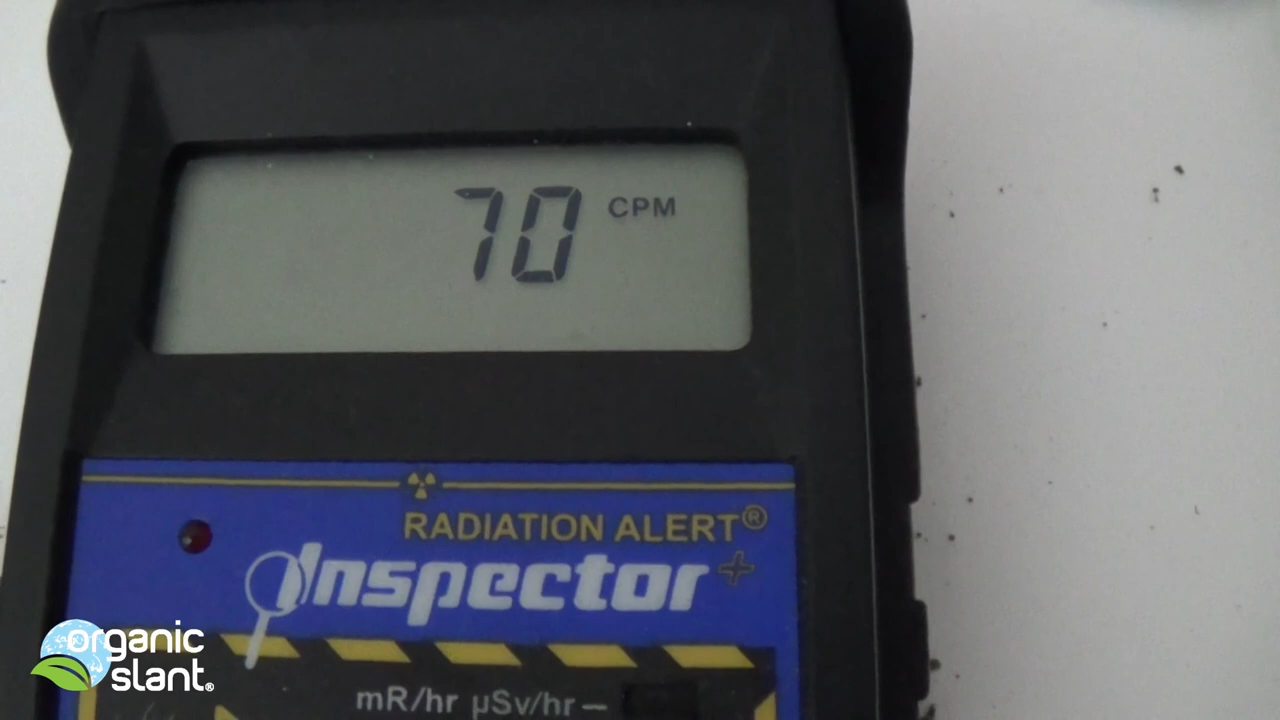 70 CPM
RADIATION ALERT®
Inspector+
organic
slant®
mR/hr µSv/hr